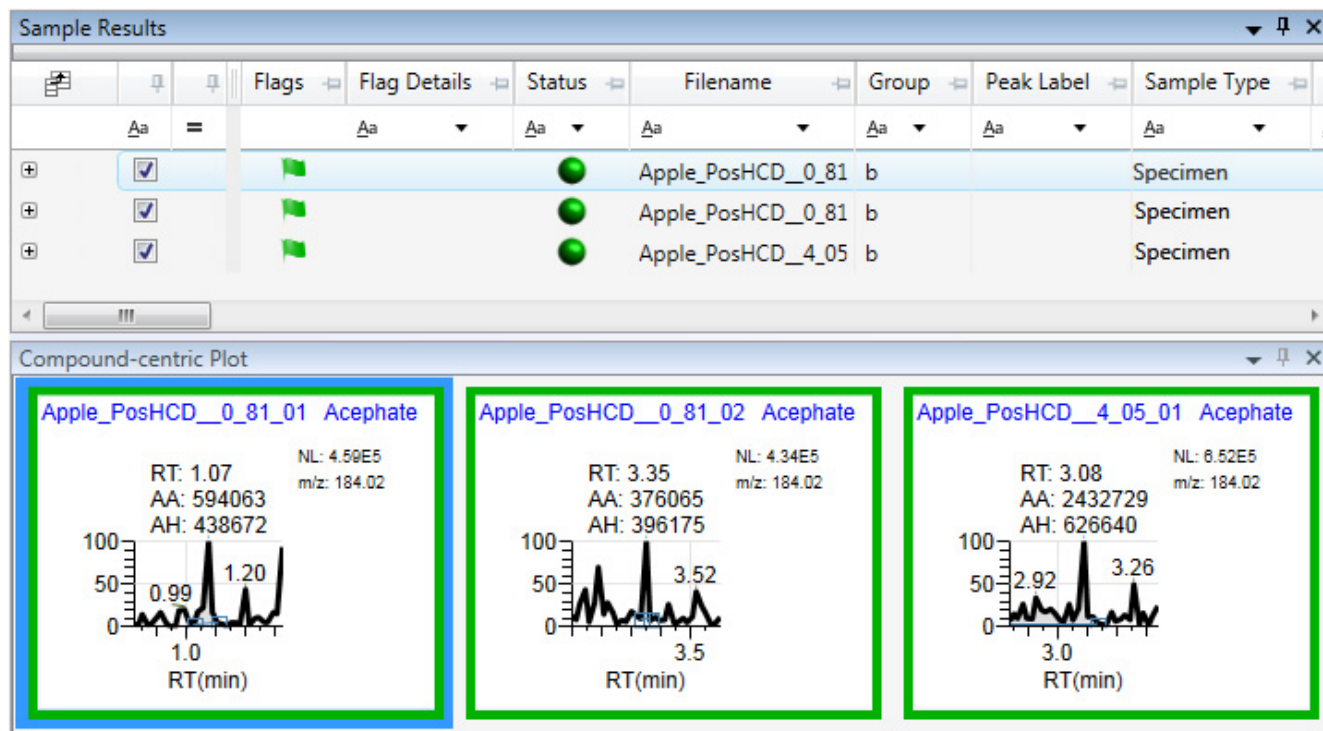 Sample Results
Flags Flag Details Status Filename Group Peak Label Sample Type
Aa = Aa Aa Aa Aa Aa Aa
Apple_PosHCD__0_81 b Specimen
Apple_PosHCD__0_81 b Specimen
Apple_PosHCD__4_05 b Specimen
Compound-centric Plot
Apple_PosHCD__0_81_01 Acephate
NL: 4.59E5
m/z: 184.02
RT: 1.07
AA: 594063
AH: 438672
100
50
0
0.99
1.20
1.0
RT(min)
Apple_PosHCD__0_81_02 Acephate
NL: 4.34E5
m/z: 184.02
RT: 3.35
AA: 376065
AH: 396175
100
50
0
3.52
3.5
RT(min)
Apple_PosHCD__4_05_01 Acephate
NL: 6.52E5
m/z: 184.02
RT: 3.08
AA: 2432729
AH: 626640
100
50
0
2.92
3.26
3.0
RT(min)